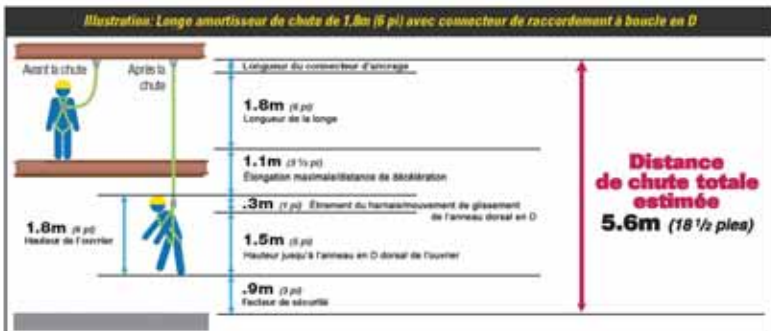 Illustration: Longe amortisseur de chute de 1,8m (6 pi) avec connecteur de raccordement à boucle en D
Avant la chute
Après la
chute
Longueur du connecteur d'ancrage
1.8m (6 pi)
Longueur de la longe
1.1m (3 ½ pi)
Élongation maximale/distance de décélération
.3m (1 pi) Étirement du harnais/mouvement de glissement
de l'anneau dorsal en D
1.8m (6 pi)
Hauteur de l'ouvrier
1.5m (5 pi)
Hauteur jusqu'à l'anneau en D dorsal de l'ouvrier
.9m (3 pi)
Facteur de sécurité
Distance
de chute totale
estimée
5.6m (18 ½ pies)